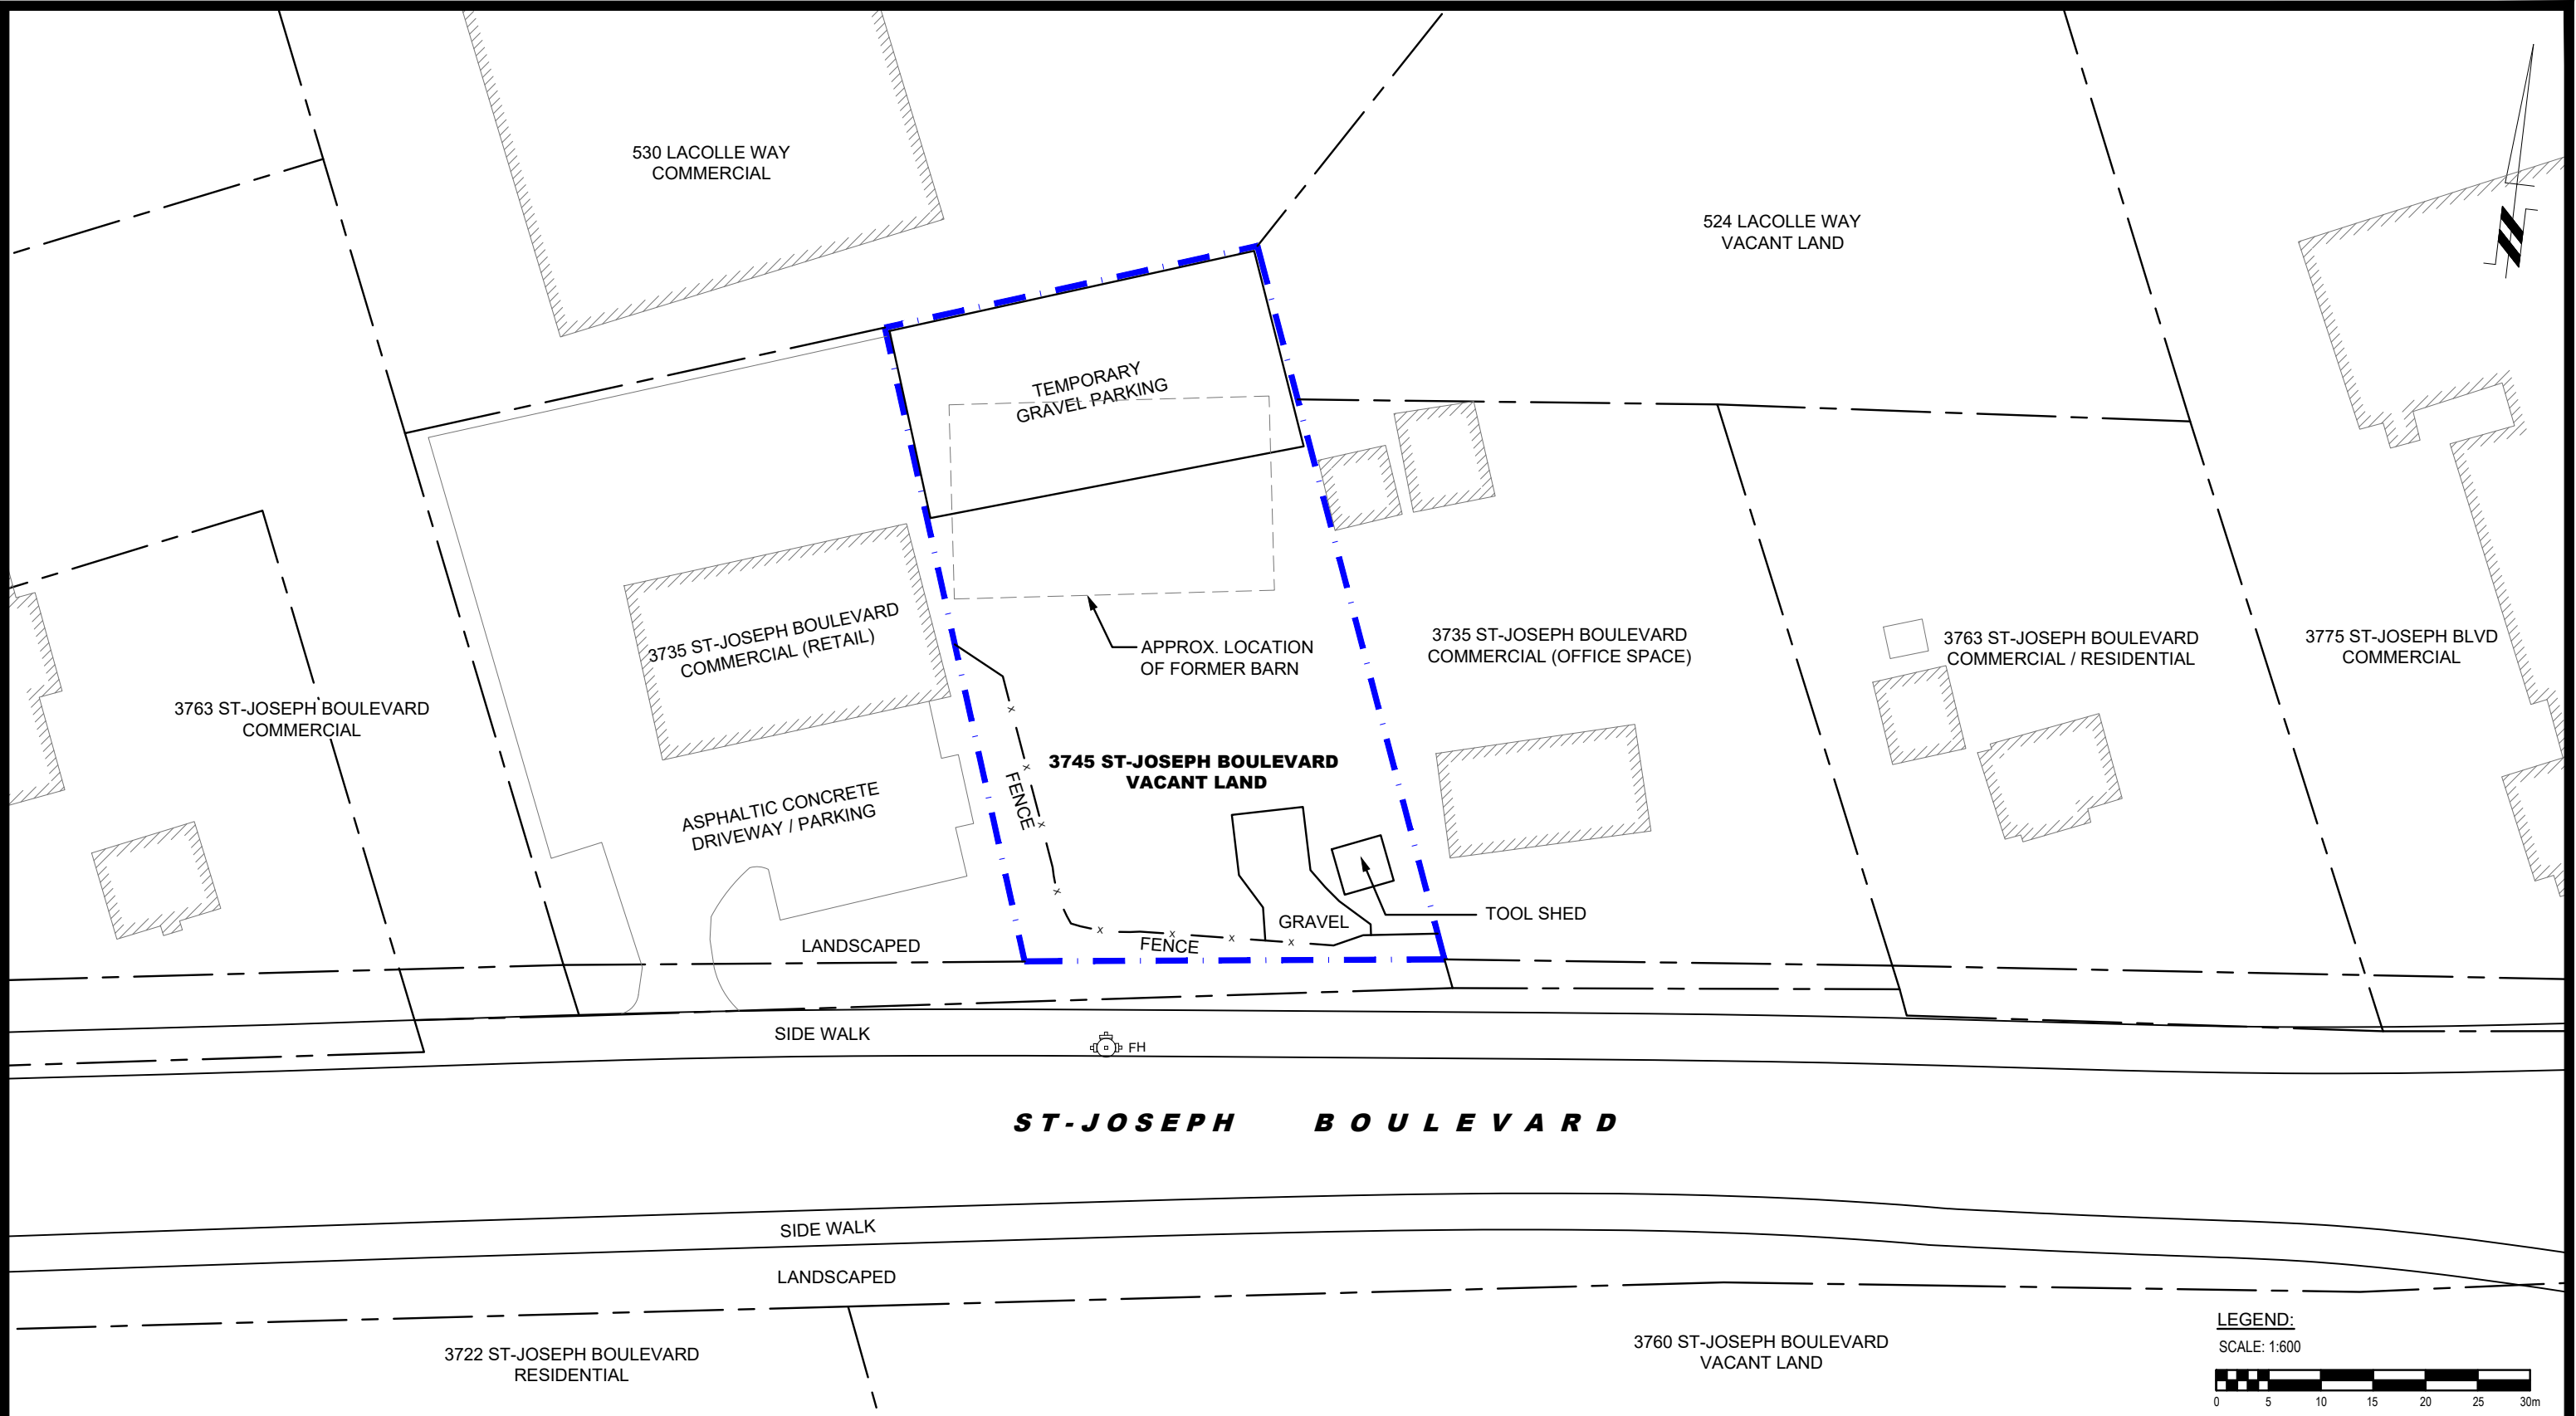 530 LACOLLE WAY
COMMERCIAL
524 LACOLLE WAY
VACANT LAND
TEMPORARY
GRAVEL PARKING
3735 ST-JOSEPH BOULEVARD
COMMERCIAL (RETAIL)
APPROX. LOCATION
OF FORMER BARN
3735 ST-JOSEPH BOULEVARD
COMMERCIAL (OFFICE SPACE)
3763 ST-JOSEPH BOULEVARD
COMMERCIAL / RESIDENTIAL
3775 ST-JOSEPH BLVD
COMMERCIAL
3763 ST-JOSEPH BOULEVARD
COMMERCIAL
3745 ST-JOSEPH BOULEVARD
VACANT LAND
FENCE
ASPHALTIC CONCRETE
DRIVEWAY / PARKING
GRAVEL
TOOL SHED
LANDSCAPED
FENCE
SIDE WALK
FH
ST-JOSEPH BOULEVARD
SIDE WALK
LANDSCAPED
3722 ST-JOSEPH BOULEVARD
RESIDENTIAL
3760 ST-JOSEPH BOULEVARD
VACANT LAND
LEGEND:
SCALE: 1:600
0 5 10 15 20 25 30m